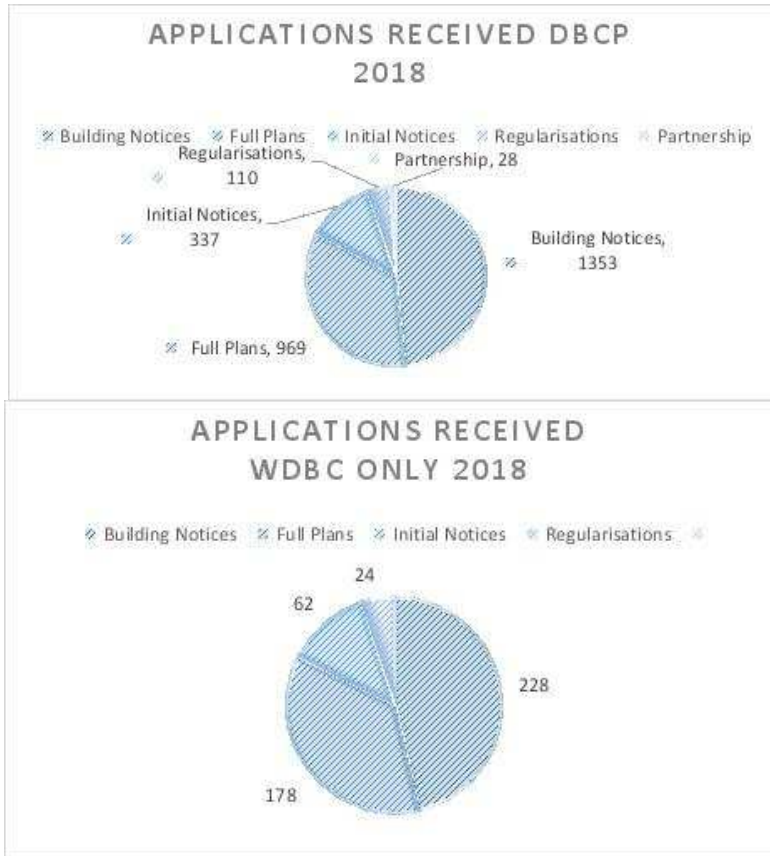 APPLICATIONS RECEIVED DBCP
2018
Building Notices Full Plans Initial Notices Regularisations Partnership
Regularisations,
110
Partnership, 28
Initial Notices,
337
Building Notices,
1353
Full Plans, 969
APPLICATIONS RECEIVED
WDBC ONLY 2018
Building Notices Full Plans Initial Notices Regularisations
24
62
228
178